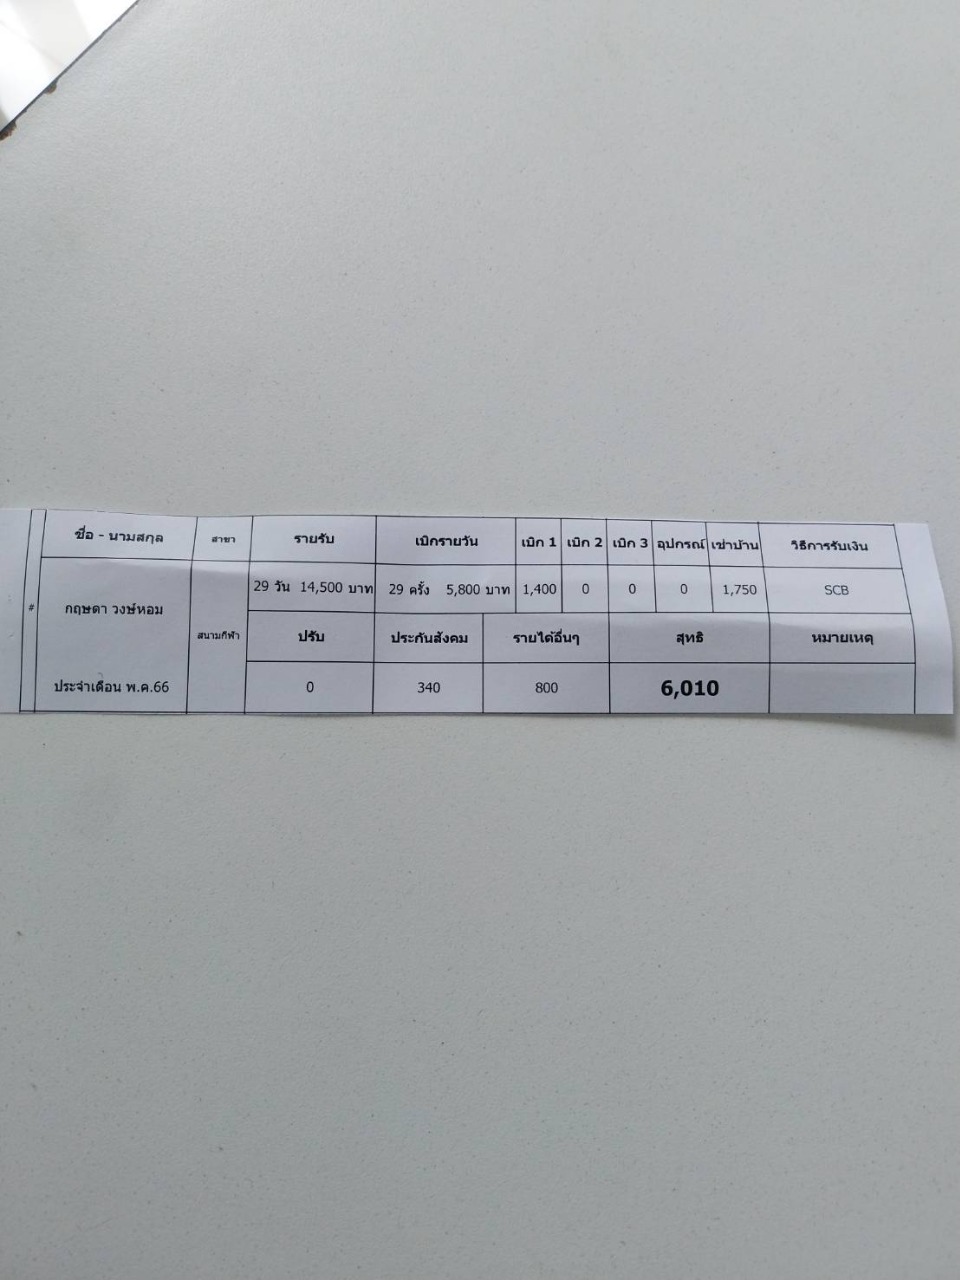 ชื่อ - นามสกุล สาขา รายรับ เบิกรายวัน เบิก 1 เบิก 2 เบิก 3 อุปกรณ์ เช่าบ้าน วิธีการรับเงิน
29 วัน 14,500 บาท 29 ครั้ง 5,800 บาท 1,400 0 0 0 1,750 SCB
# กฤษดา วงษ์หอม
สนามกีฬา ปรับ ประกันสังคม รายได้อื่นๆ สุทธิ หมายเหตุ
ประจำเดือน พ.ค.66 0 340 800 6,010